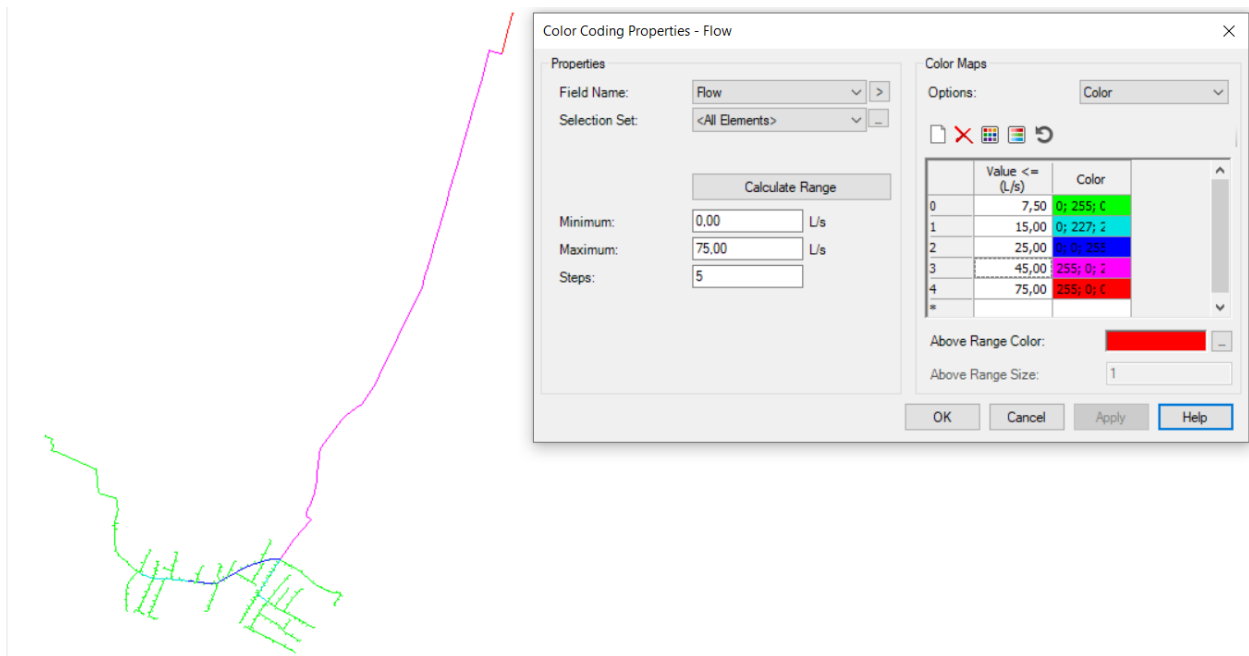 Color Coding Properties - Flow
Properties
Field Name: Flow >
Selection Set: <All Elements> ...
Calculate Range
Minimum: 0,00 L/s
Maximum: 75,00 L/s
Steps: 5
Color Maps
Options: Color
Value <= (L/s) Color
0 7,50 0; 255; 0
1 15,00 0; 227; 2
2 25,00 0; 0; 255
3 45,00 255; 0; 2
4 75,00 255; 0; 0
*
Above Range Color: ...
Above Range Size: 1
OK Cancel Apply Help